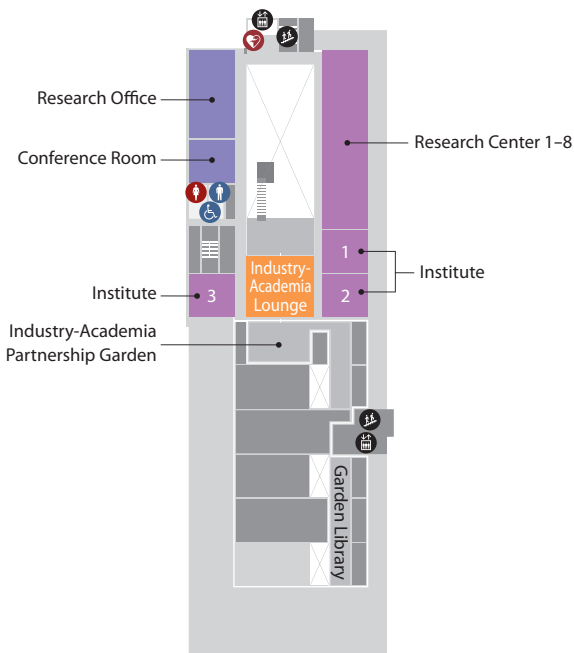 Research Office
Conference Room
Research Center 1–8
1
Institute
2
Industry-
Academia
Lounge
Institute
3
Industry-Academia
Partnership Garden
Garden Library